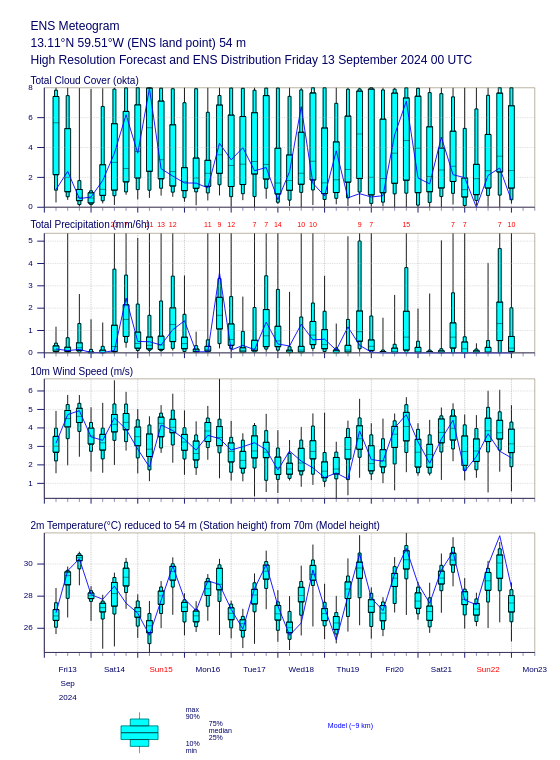 ENS Meteogram
13.11°N 59.51°W (ENS land point) 54 m
High Resolution Forecast and ENS Distribution Friday 13 September 2024 00 UTC
Total Cloud Cover (okta)
8
6
4
2
0
Total Precipitation (mm/6h)
13 12 11 9 12 7 7 14 10 10 9 7 15 7 7 7 10
5
4
3
2
1
0
10m Wind Speed (m/s)
6
5
4
3
2
1
2m Temperature(°C) reduced to 54 m (Station height) from 70m (Model height)
30
28
26
Fri13 Sat14 Sun15 Mon16 Tue17 Wed18 Thu19 Fri20 Sat21 Sun22 Mon23
Sep
2024
max
90%
75%
median
25%
10%
min
Model (~9 km)